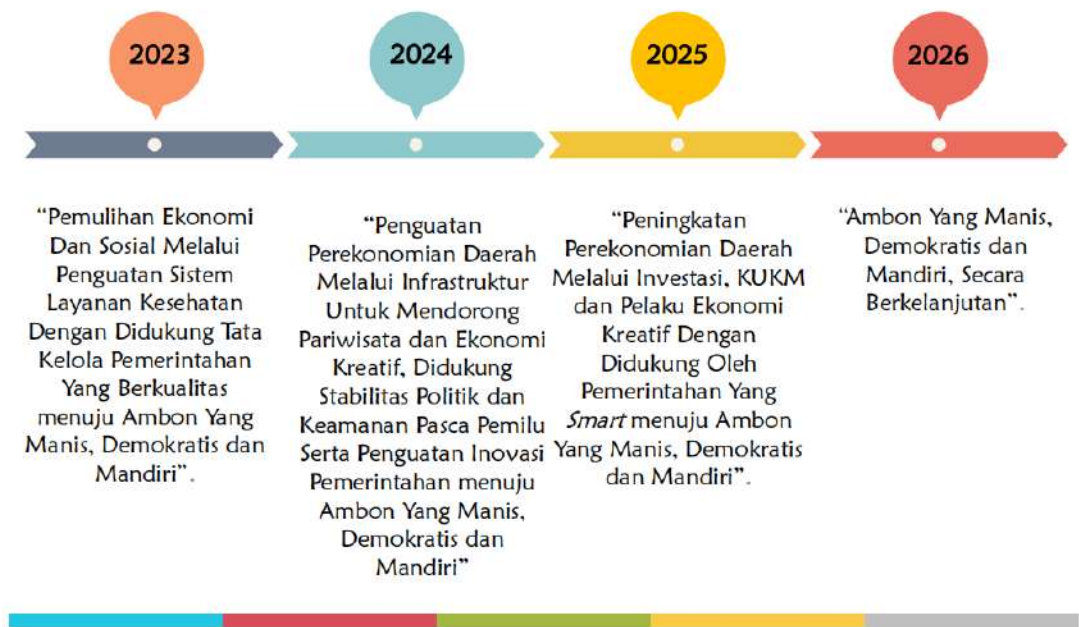 2023
2024
2025
2026
“Pemulihan Ekonomi
Dan Sosial Melalui
Penguatan Sistem
Layanan Kesehatan
Dengan Didukung Tata
Kelola Pemerintahan
Yang Berkualitas
menuju Ambon Yang
Manis, Demokratis dan
Mandiri”.
“Penguatan
Perekonomian Daerah
Melalui Infrastruktur
Untuk Mendorong
Pariwisata dan Ekonomi
Kreatif, Didukung
Stabilitas Politik dan
Keamanan Pasca Pemilu
Serta Penguatan Inovasi
Pemerintahan menuju
Ambon Yang Manis,
Demokratis dan
Mandiri”
“Peningkatan
Perekonomian Daerah
Melalui Investasi, KUKM
dan Pelaku Ekonomi
Kreatif Dengan
Didukung Oleh
Pemerintahan Yang
Smart menuju Ambon
Yang Manis, Demokratis
dan Mandiri”.
“Ambon Yang Manis,
Demokratis dan
Mandiri, Secara
Berkelanjutan”.